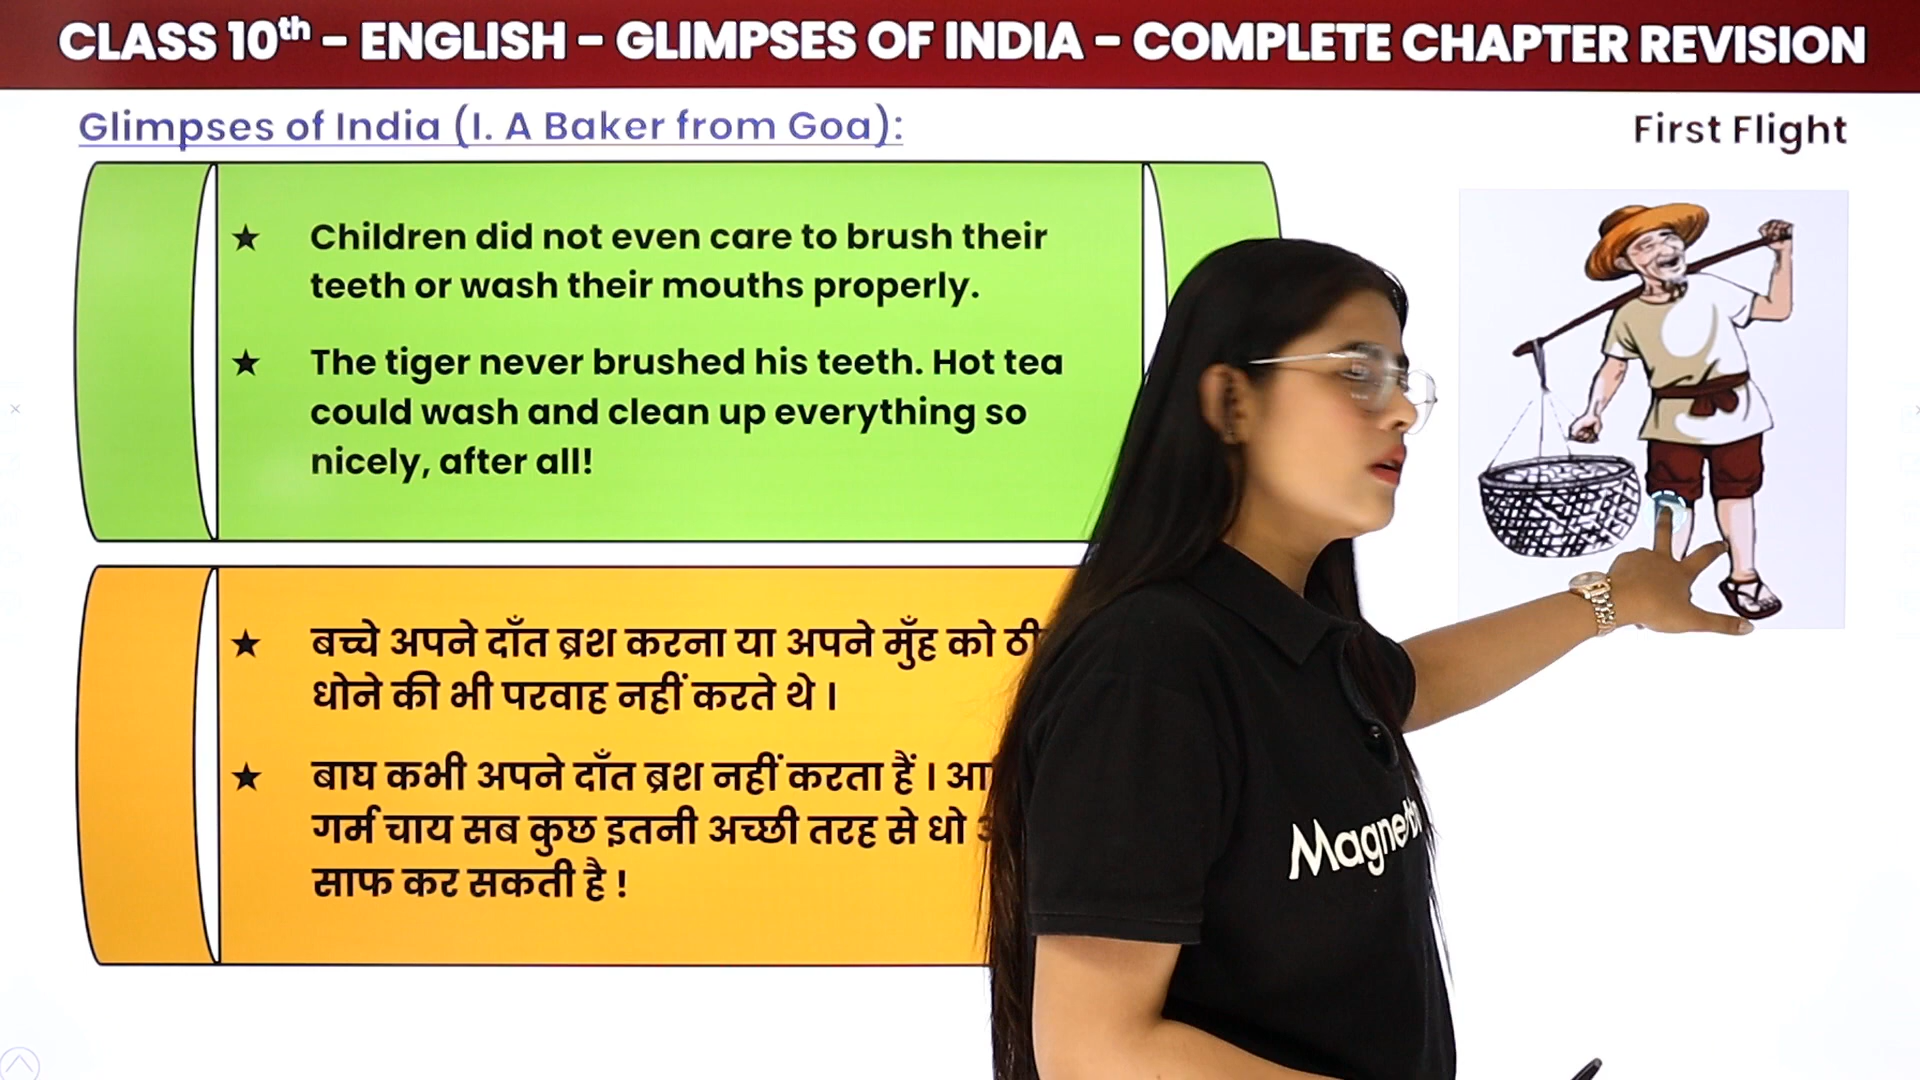 CLASS 10th - ENGLISH - GLIMPSES OF INDIA - COMPLETE CHAPTER REVISION
Glimpses of India (I. A Baker from Goa):
First Flight
★ Children did not even care to brush their
teeth or wash their mouths properly.
★ The tiger never brushed his teeth. Hot tea
could wash and clean up everything so
nicely, after all!
★ बच्चे अपने दाँत ब्रश करना या अपने मुँह को
धोने की भी परवाह नहीं करते थे ।
★ बाघ कभी अपने दाँत ब्रश नहीं करता हैं ।
गर्म चाय सब कुछ इतनी अच्छी तरह से धो
साफ कर सकती है !